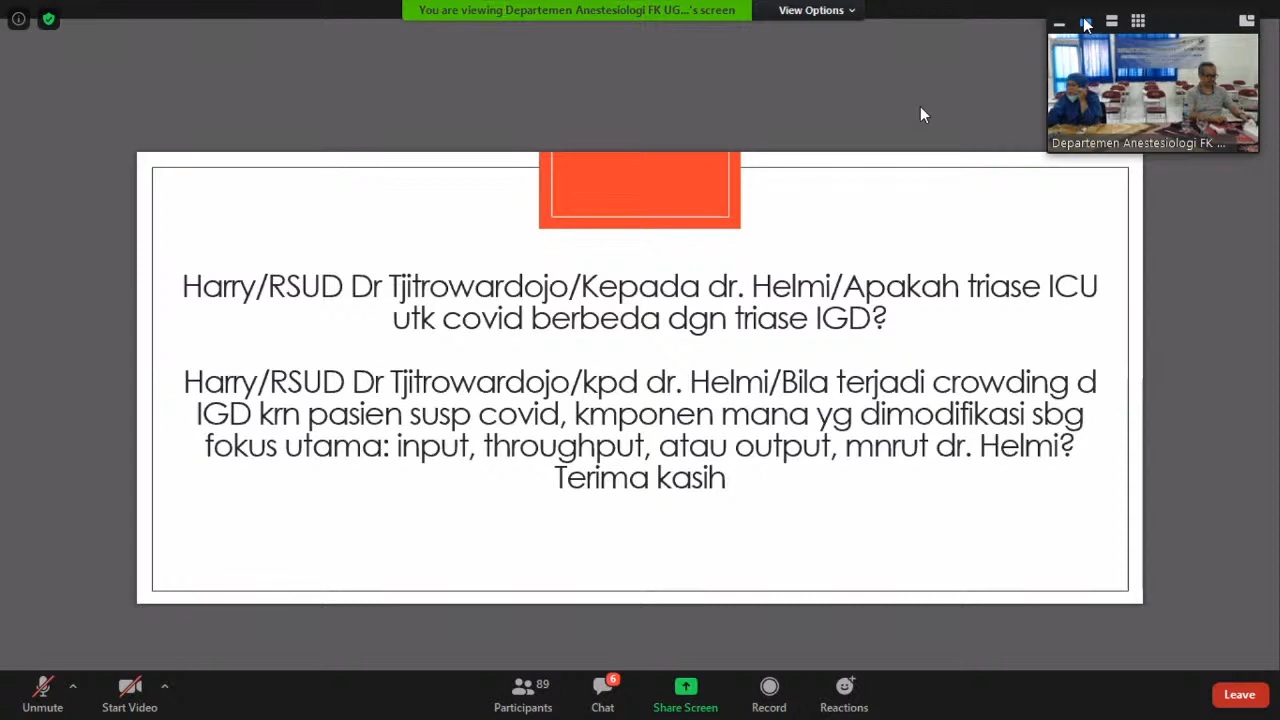 You are viewing Departemen Anestesiologi FK UG...'s screen
View Options
Departemen Anestesiologi FK ...
Harry/RSUD Dr Tjitrowardojo/Kepada dr. Helmi/Apakah triase ICU
utk covid berbeda dgn triase IGD?
Harry/RSUD Dr Tjitrowardojo/kpd dr. Helmi/Bila terjadi crowding d
IGD krn pasien susp covid, kmponen mana yg dimodifikasi sbg
fokus utama: input, throughput, atau output, mnrut dr. Helmi?
Terima kasih
Unmute
Start Video
Participants
89
Chat
6
Share Screen
Record
Reactions
Leave